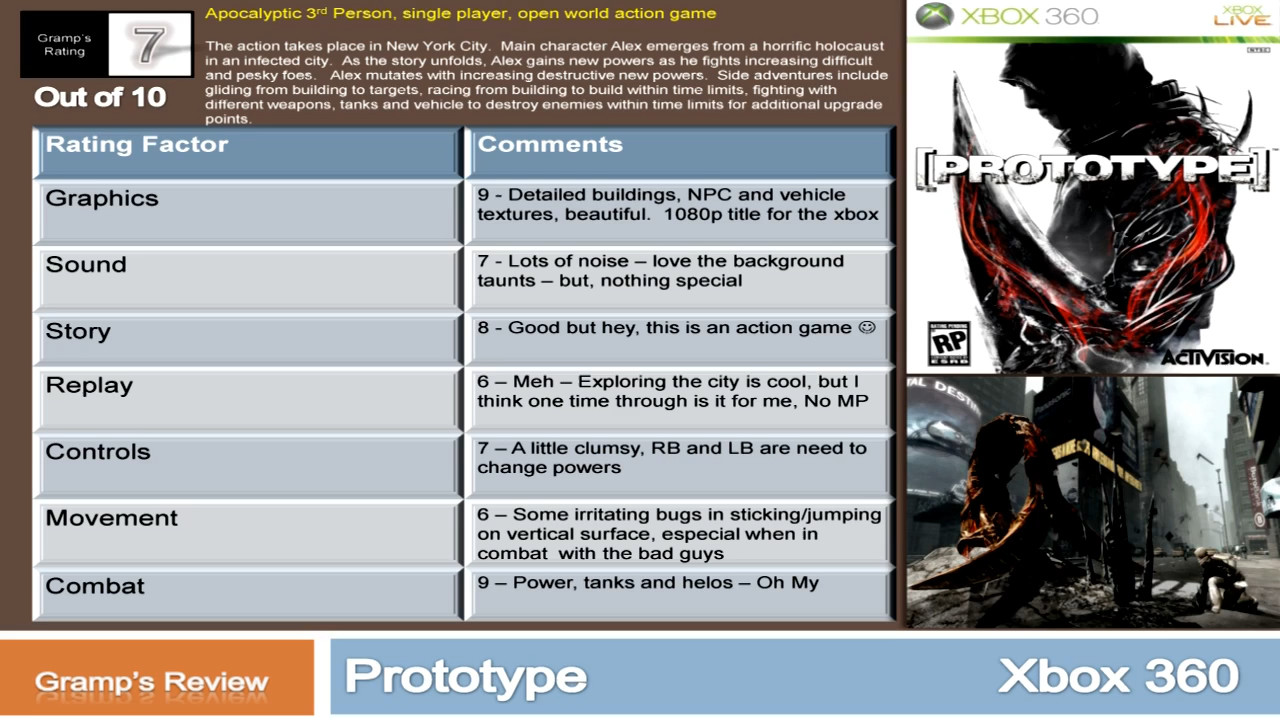 Gramp's
Rating
7
Out of 10
Apocalyptic 3rd Person, single player, open world action game
The action takes place in New York City. Main character Alex emerges from a horrific holocaust
in an infected city. As the story unfolds, Alex gains new powers as he fights increasing difficult
and pesky foes. Alex mutates with increasing destructive new powers. Side adventures include
gliding from building to targets, racing from building to build within time limits, fighting with
different weapons, tanks and vehicle to destroy enemies within time limits for additional upgrade
points.
Rating Factor
Comments
Graphics
9 - Detailed buildings, NPC and vehicle
textures, beautiful. 1080p title for the xbox
Sound
7 - Lots of noise – love the background
taunts – but, nothing special
Story
8 - Good but hey, this is an action game ☺
Replay
6 – Meh – Exploring the city is cool, but I
think one time through is it for me, No MP
Controls
7 – A little clumsy, RB and LB are need to
change powers
Movement
6 – Some irritating bugs in sticking/jumping
on vertical surface, especial when in
combat with the bad guys
Combat
9 – Power, tanks and helos – Oh My
XBOX 360
XBOX
LIVE
[PROTOTYPE]
RATING PENDING
RP
ESRB
ACTIVISION
Gramp's Review
Prototype
Xbox 360